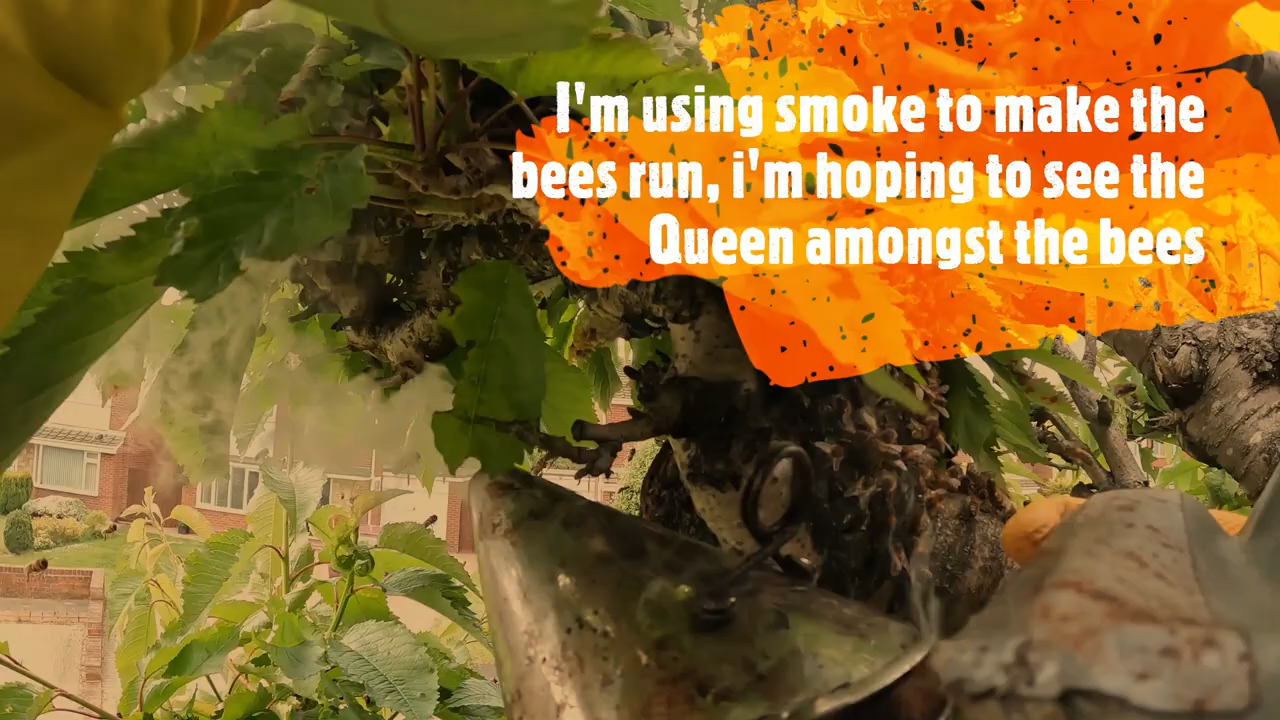 I'm using smoke to make the
bees run, i'm hoping to see the
Queen amongst the bees